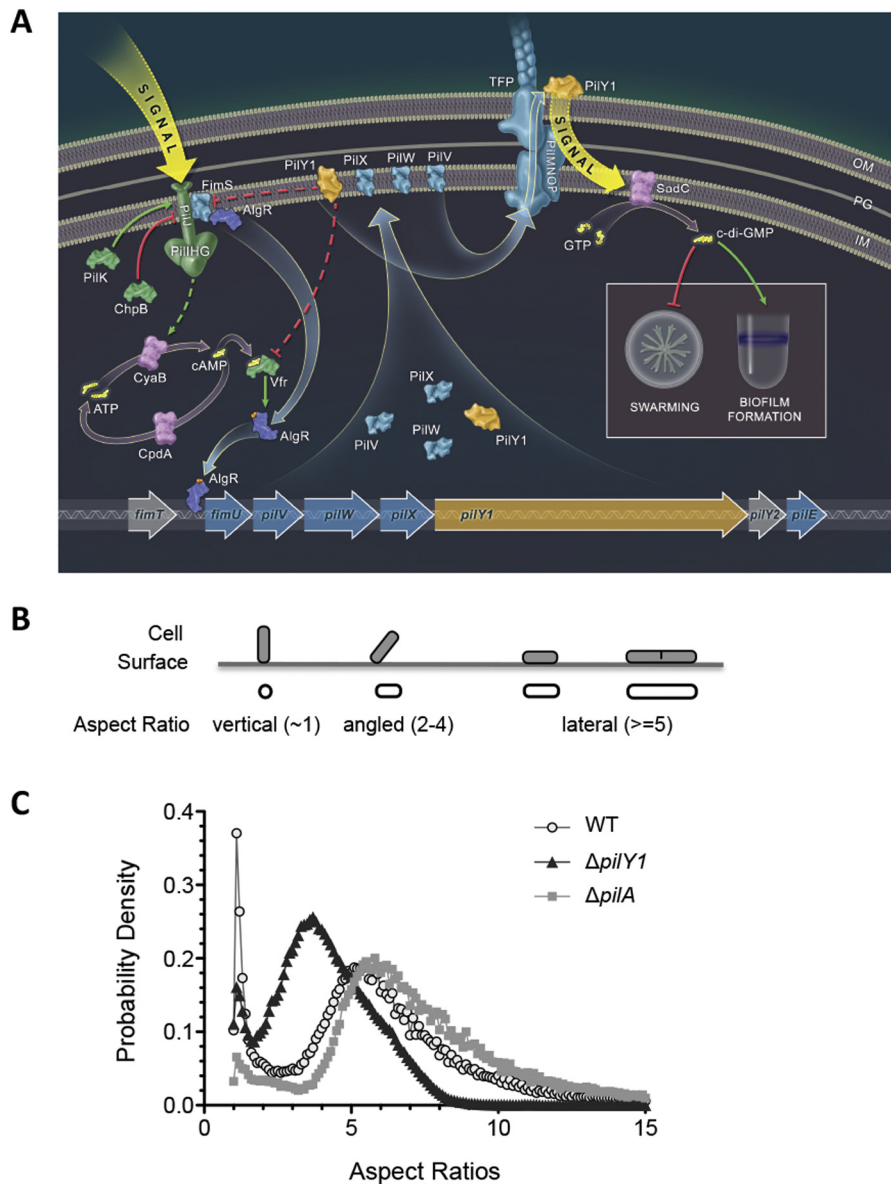 A
SIGNAL
TFP
PilY1
SIGNAL
PilMNOP
OM
PG
IM
PilY1
PilX
PilW
PilV
FimS
AlgR
PilJ
PilIHG
SadC
GTP
c-di-GMP
PilK
ChpB
CyaB
cAMP
Vfr
ATP
CpdA
AlgR
AlgR
PilX
PilV
PilW
PilY1
SWARMING
BIOFILM
FORMATION
fimT
fimU
pilV
pilW
pilX
pilY1
pilY2
pilE
B
Cell
Surface
Aspect Ratio vertical (~1) angled (2-4) lateral (>=5)
C
0.4
0.3
0.2
0.1
0.0
Probability Density
WT
ΔpilY1
ΔpilA
0 5 10 15
Aspect Ratios